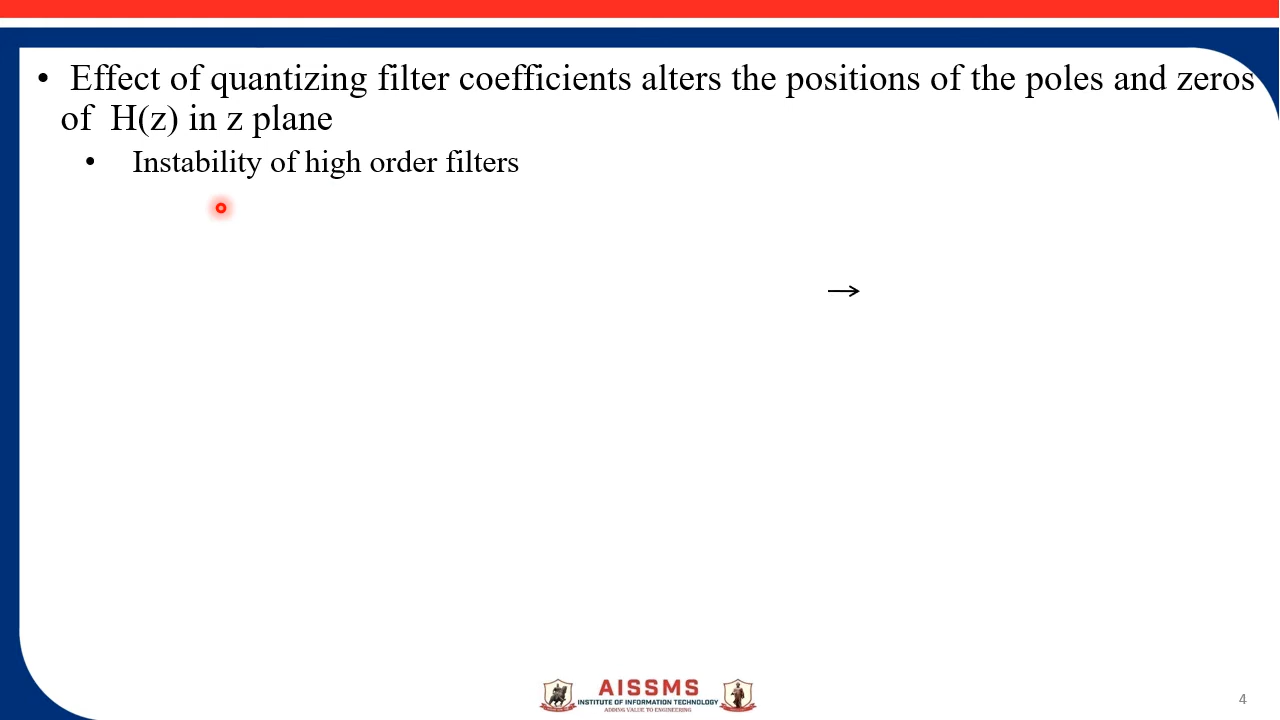 • Effect of quantizing filter coefficients alters the positions of the poles and zeros
of H(z) in z plane
• Instability of high order filters
→
AISSMS
INSTITUTE OF INFORMATION TECHNOLOGY
ADDING VALUE TO ENGINEERING
4